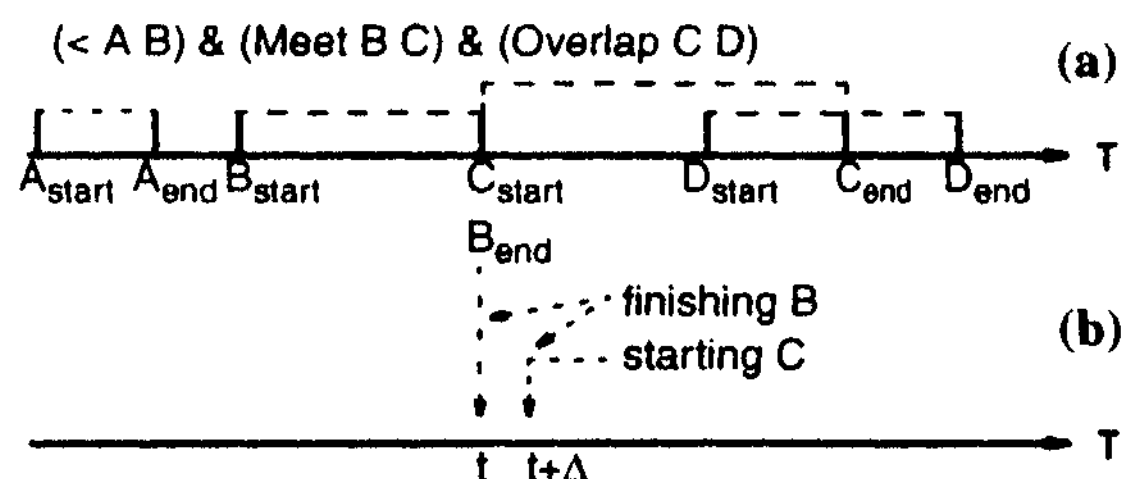 (< A B) & (Meet B C) & (Overlap C D)
(a)
T
A_start A_end B_start C_start D_start C_end D_end
B_end
finishing B
(b)
starting C
T
t t+Δ